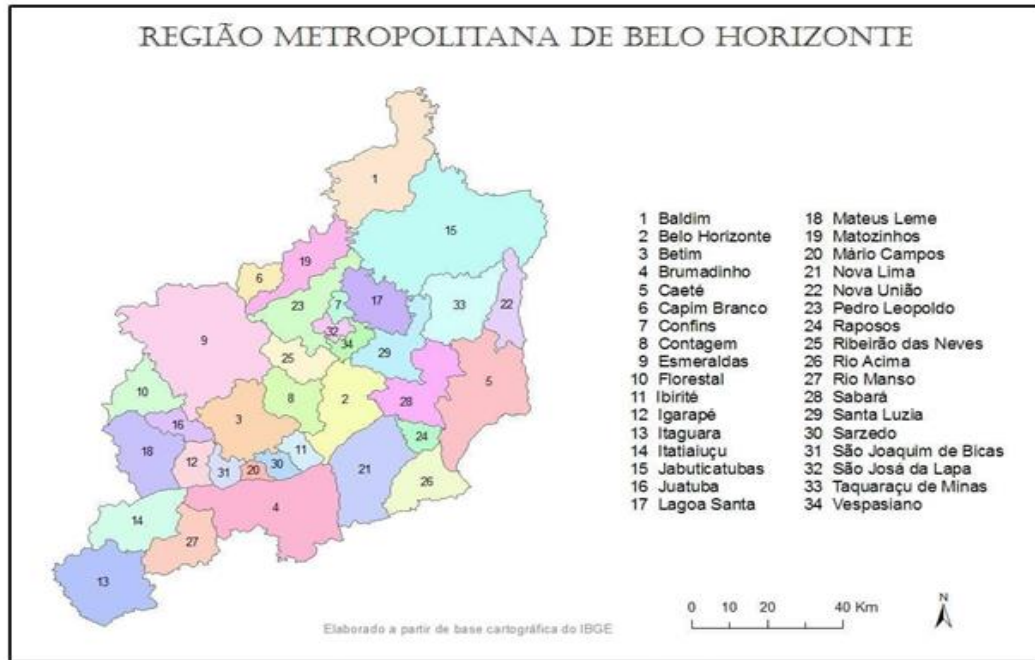 REGIÃO METROPOLITANA DE BELO HORIZONTE
1
15
19
6
17
7
23
33
22
32
34
9
29
25
5
10
8
2
28
3
16
24
18
11
12
31
20
30
21
26
4
14
27
13
1 Baldim
2 Belo Horizonte
3 Betim
4 Brumadinho
5 Caeté
6 Capim Branco
7 Confins
8 Contagem
9 Esmeraldas
10 Florestal
11 Ibirité
12 Igarapé
13 Itaguara
14 Itatiaiuçu
15 Jabuticatubas
16 Juatuba
17 Lagoa Santa
18 Mateus Leme
19 Matozinhos
20 Mário Campos
21 Nova Lima
22 Nova União
23 Pedro Leopoldo
24 Raposos
25 Ribeirão das Neves
26 Rio Acima
27 Rio Manso
28 Sabará
29 Santa Luzia
30 Sarzedo
31 São Joaquim de Bicas
32 São José da Lapa
33 Taquaraçu de Minas
34 Vespasiano
0 10 20 40 Km
N
Elaborado a partir de base cartográfica do IBGE